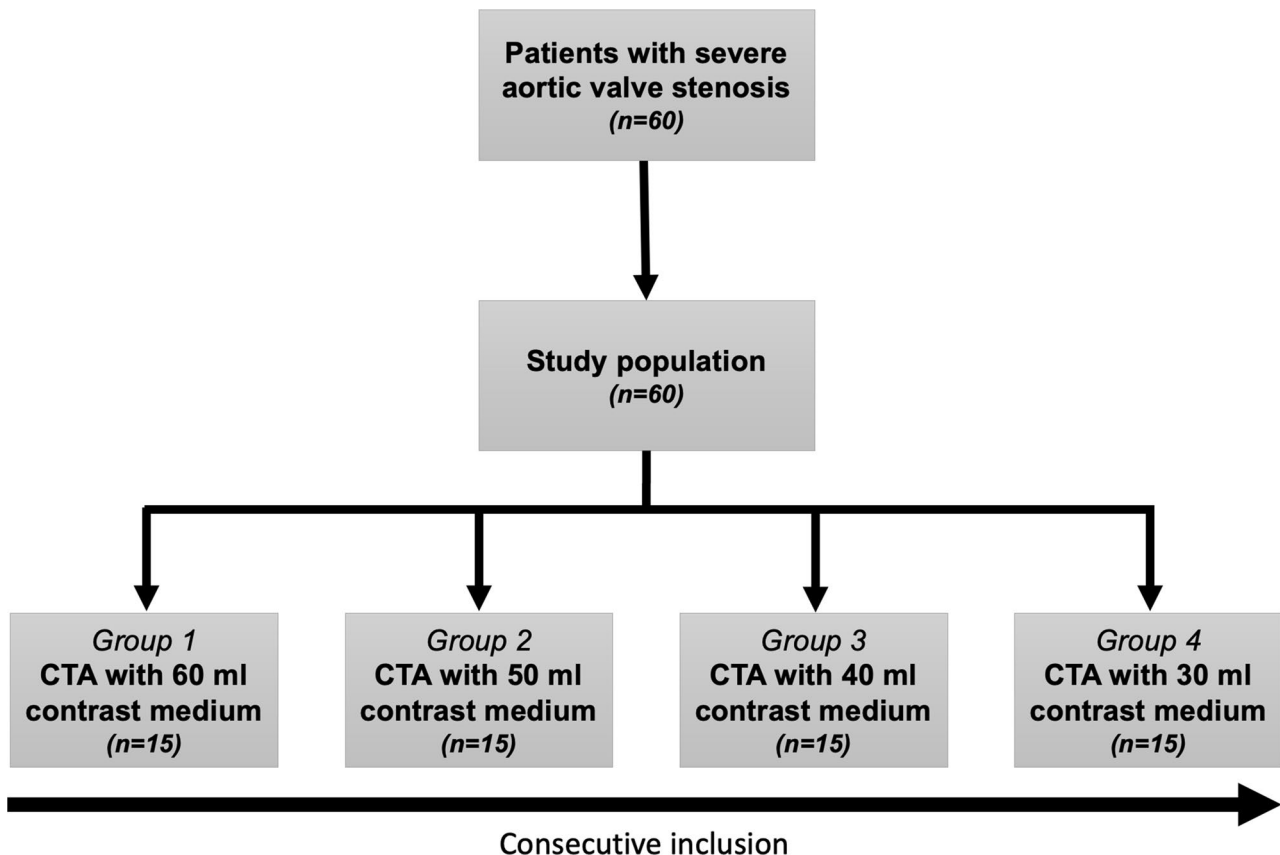 Patients with severe
aortic valve stenosis
(n=60)
Study population
(n=60)
Group 1
CTA with 60 ml
contrast medium
(n=15)
Group 2
CTA with 50 ml
contrast medium
(n=15)
Group 3
CTA with 40 ml
contrast medium
(n=15)
Group 4
CTA with 30 ml
contrast medium
(n=15)
Consecutive inclusion